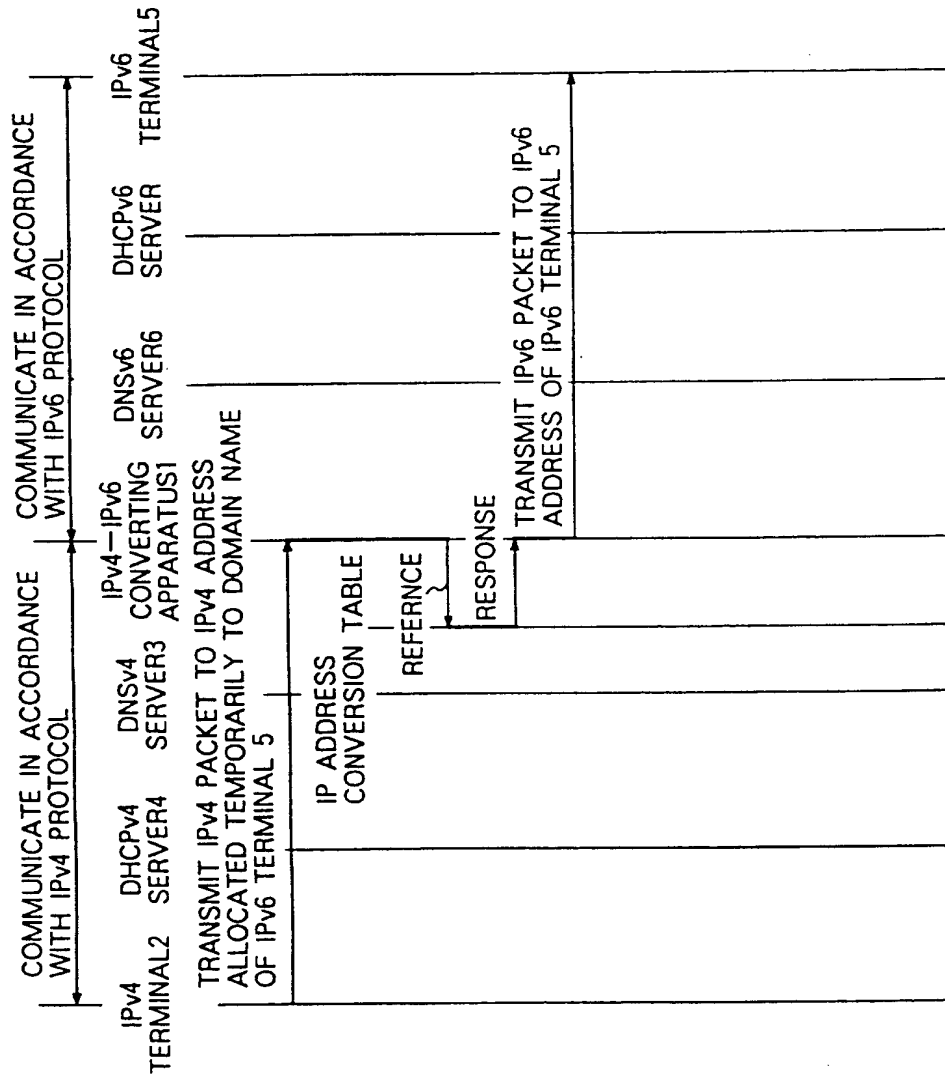 COMMUNICATE IN ACCORDANCE
WITH IPv4 PROTOCOL
COMMUNICATE IN ACCORDANCE
WITH IPv6 PROTOCOL
IPv4
TERMINAL2
DHCPv4
SERVER4
DNSv4
SERVER3
IPv4–IPv6
CONVERTING
APPARATUS1
DNSv6
SERVER6
DHCPv6
SERVER
IPv6
TERMINAL5
TRANSMIT IPv4 PACKET TO IPv4 ADDRESS
ALLOCATED TEMPORARILY TO DOMAIN NAME
OF IPv6 TERMINAL 5
IP ADDRESS
CONVERSION TABLE
REFERNCE
RESPONSE
TRANSMIT IPv6 PACKET TO IPv6
ADDRESS OF IPv6 TERMINAL 5